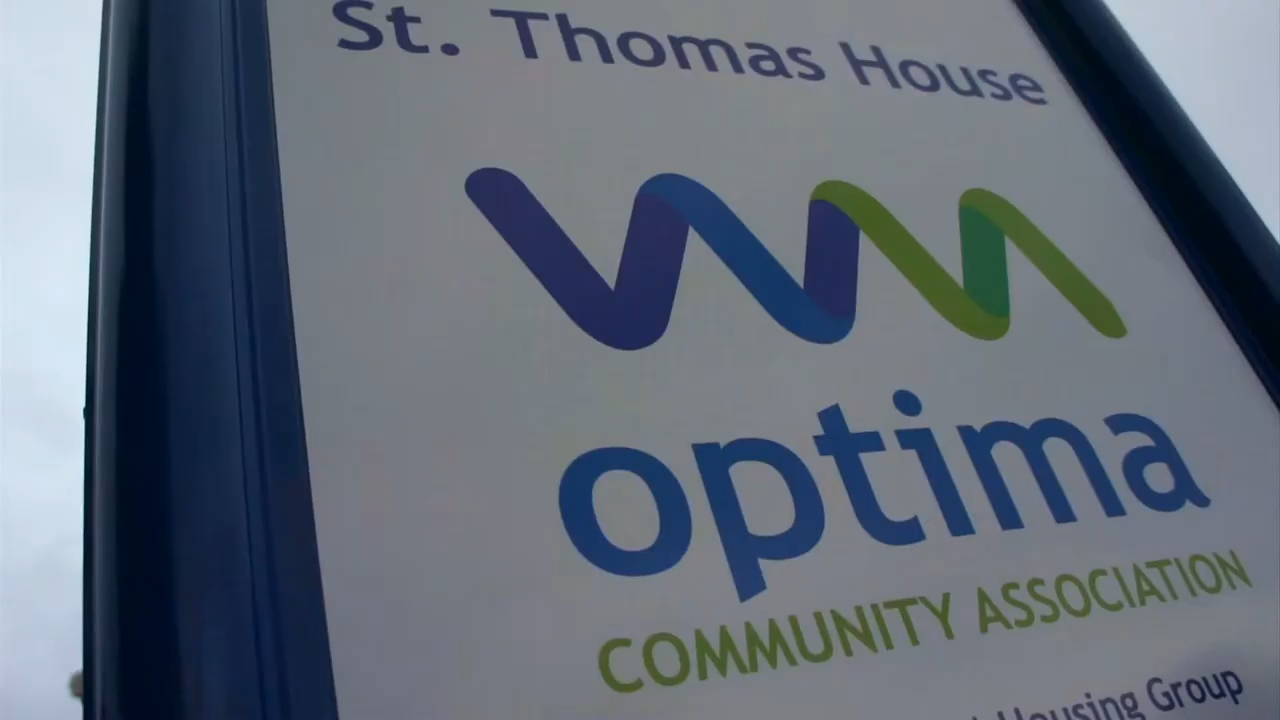 St. Thomas House
optima
COMMUNITY ASSOCIATION
Housing Group